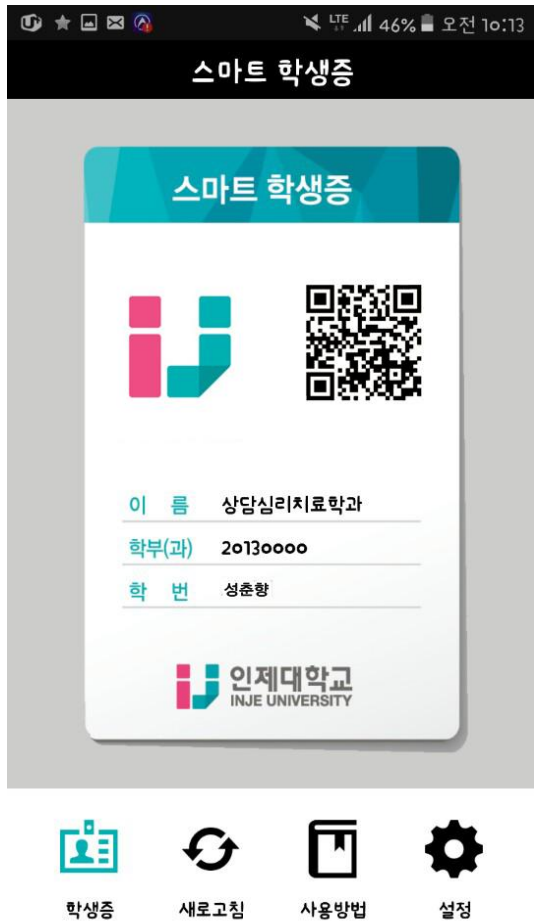 LTE 46% 오전 10:13
스마트 학생증
스마트 학생증
이 름 상담심리치료학과
학부(과) 20130000
학 번 성춘향
인제대학교
INJE UNIVERSITY
학생증 새로고침 사용방법 설정